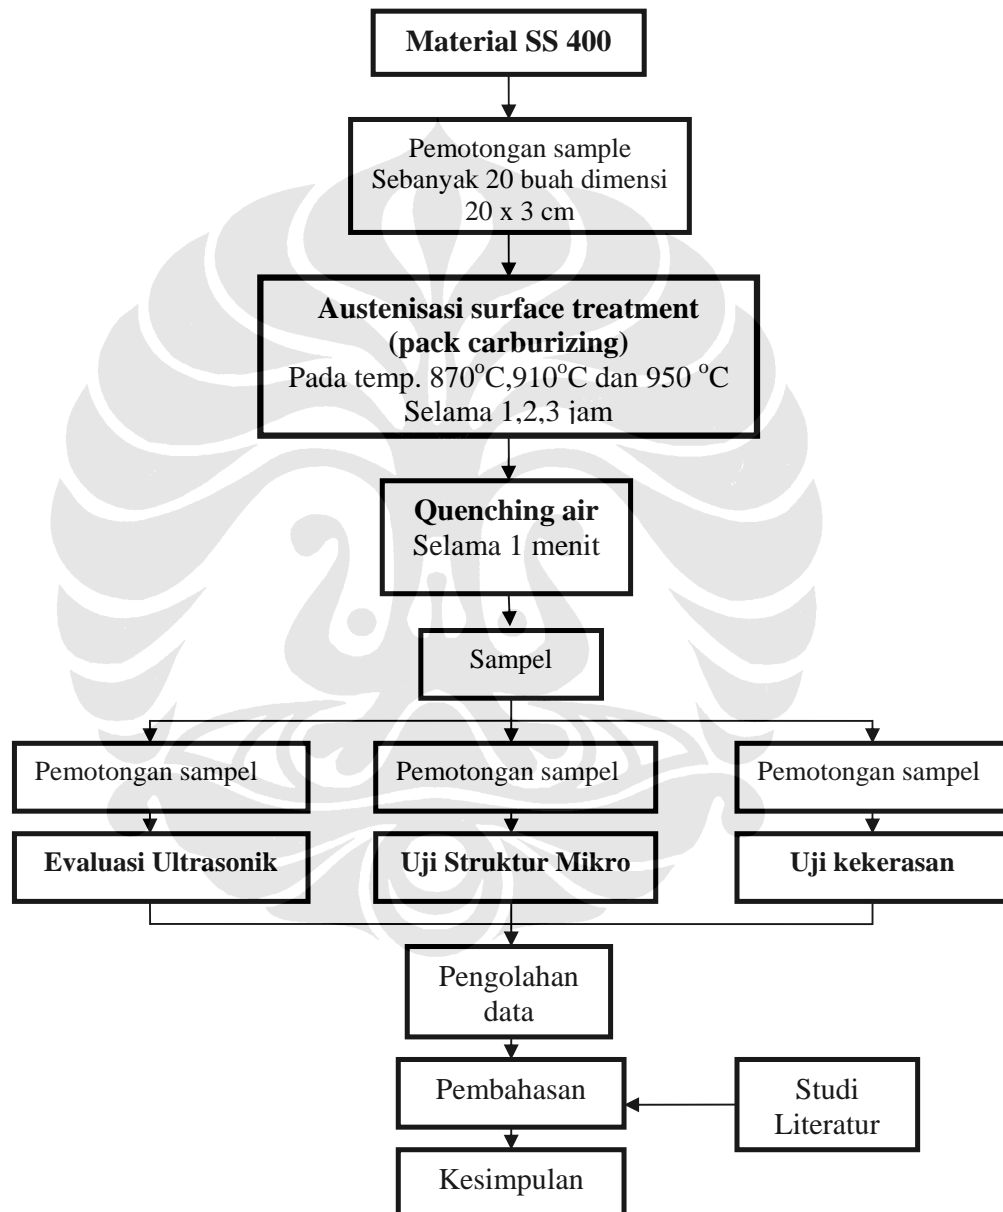 Material SS 400
Pemotongan sample
Sebanyak 20 buah dimensi
20 x 3 cm
Austenisasi surface treatment
(pack carburizing)
Pada temp. 870°C,910°C dan 950 °C
Selama 1,2,3 jam
Quenching air
Selama 1 menit
Sampel
Pemotongan sampel
Pemotongan sampel
Pemotongan sampel
Evaluasi Ultrasonik
Uji Struktur Mikro
Uji kekerasan
Pengolahan
data
Pembahasan
Studi
Literatur
Kesimpulan